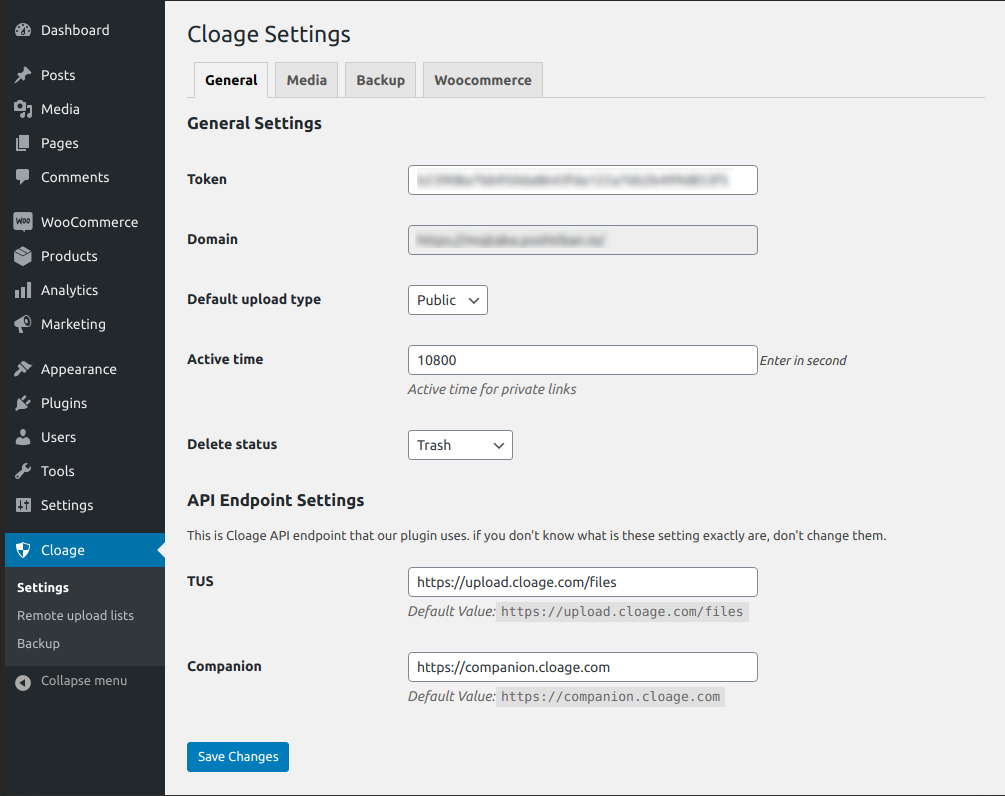 Dashboard
Posts
Media
Pages
Comments
WooCommerce
Products
Analytics
Marketing
Appearance
Plugins
Users
Tools
Settings
Cloage
Settings
Remote upload lists
Backup
Collapse menu
Cloage Settings
General Media Backup Woocommerce
General Settings
Token
Domain
Default upload type Public
Active time 10800 Enter in second
Active time for private links
Delete status Trash
API Endpoint Settings
This is Cloage API endpoint that our plugin uses. if you don't know what is these setting exactly are, don't change them.
TUS https://upload.cloage.com/files
Default Value: https://upload.cloage.com/files
Companion https://companion.cloage.com
Default Value: https://companion.cloage.com
Save Changes